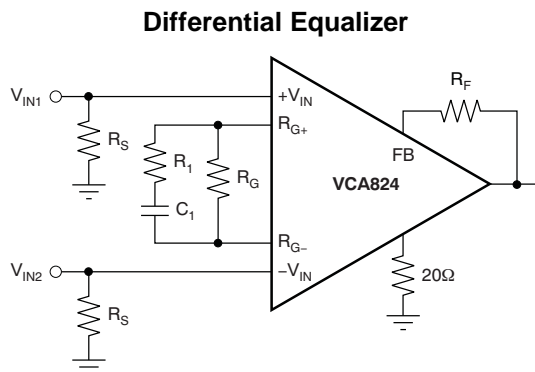 Differential Equalizer
V_IN1
+V_IN
R_F
R_S
R_G+
R_1
R_G
FB
VCA824
C_1
R_G−
V_IN2
−V_IN
20Ω
R_S